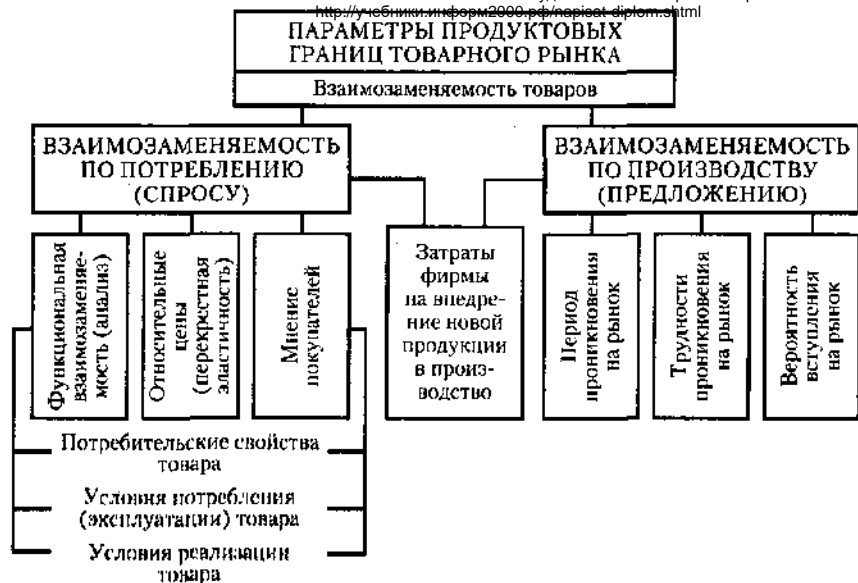 http://учебники.информ2000.рф/napisat-diplom.shtml
ПАРАМЕТРЫ ПРОДУКТОВЫХ
ГРАНИЦ ТОВАРНОГО РЫНКА
Взаимозаменяемость товаров
ВЗАИМОЗАМЕНЯЕМОСТЬ
ПО ПОТРЕБЛЕНИЮ
(СПРОСУ)
ВЗАИМОЗАМЕНЯЕМОСТЬ
ПО ПРОИЗВОДСТВУ
(ПРЕДЛОЖЕНИЮ)
Функциональная
взаимозаменяе-
мость (анализ)
Относительные
цены
(перекрестная
эластичность)
Мнение
покупателей
Затраты
фирмы
на внедре-
ние новой
продукции
в произ-
водство
Период
проникновения
на рынок
Трудности
проникновения
на рынок
Вероятность
вступления
на рынок
Потребительские свойства
товара
Условия потребления
(эксплуатации) товара
Условия реализации
товара